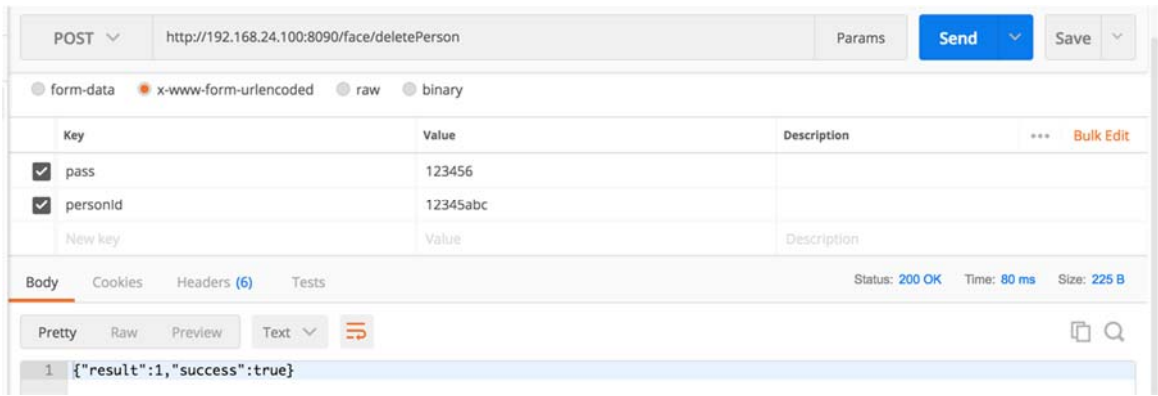 POST http://192.168.24.100:8090/face/deletePerson Params Send Save
form-data x-www-form-urlencoded raw binary
Key Value Description Bulk Edit
pass 123456
personId 12345abc
New key Value Description
Body Cookies Headers (6) Tests Status: 200 OK Time: 80 ms Size: 225 B
Pretty Raw Preview Text
1 {"result":1,"success":true}